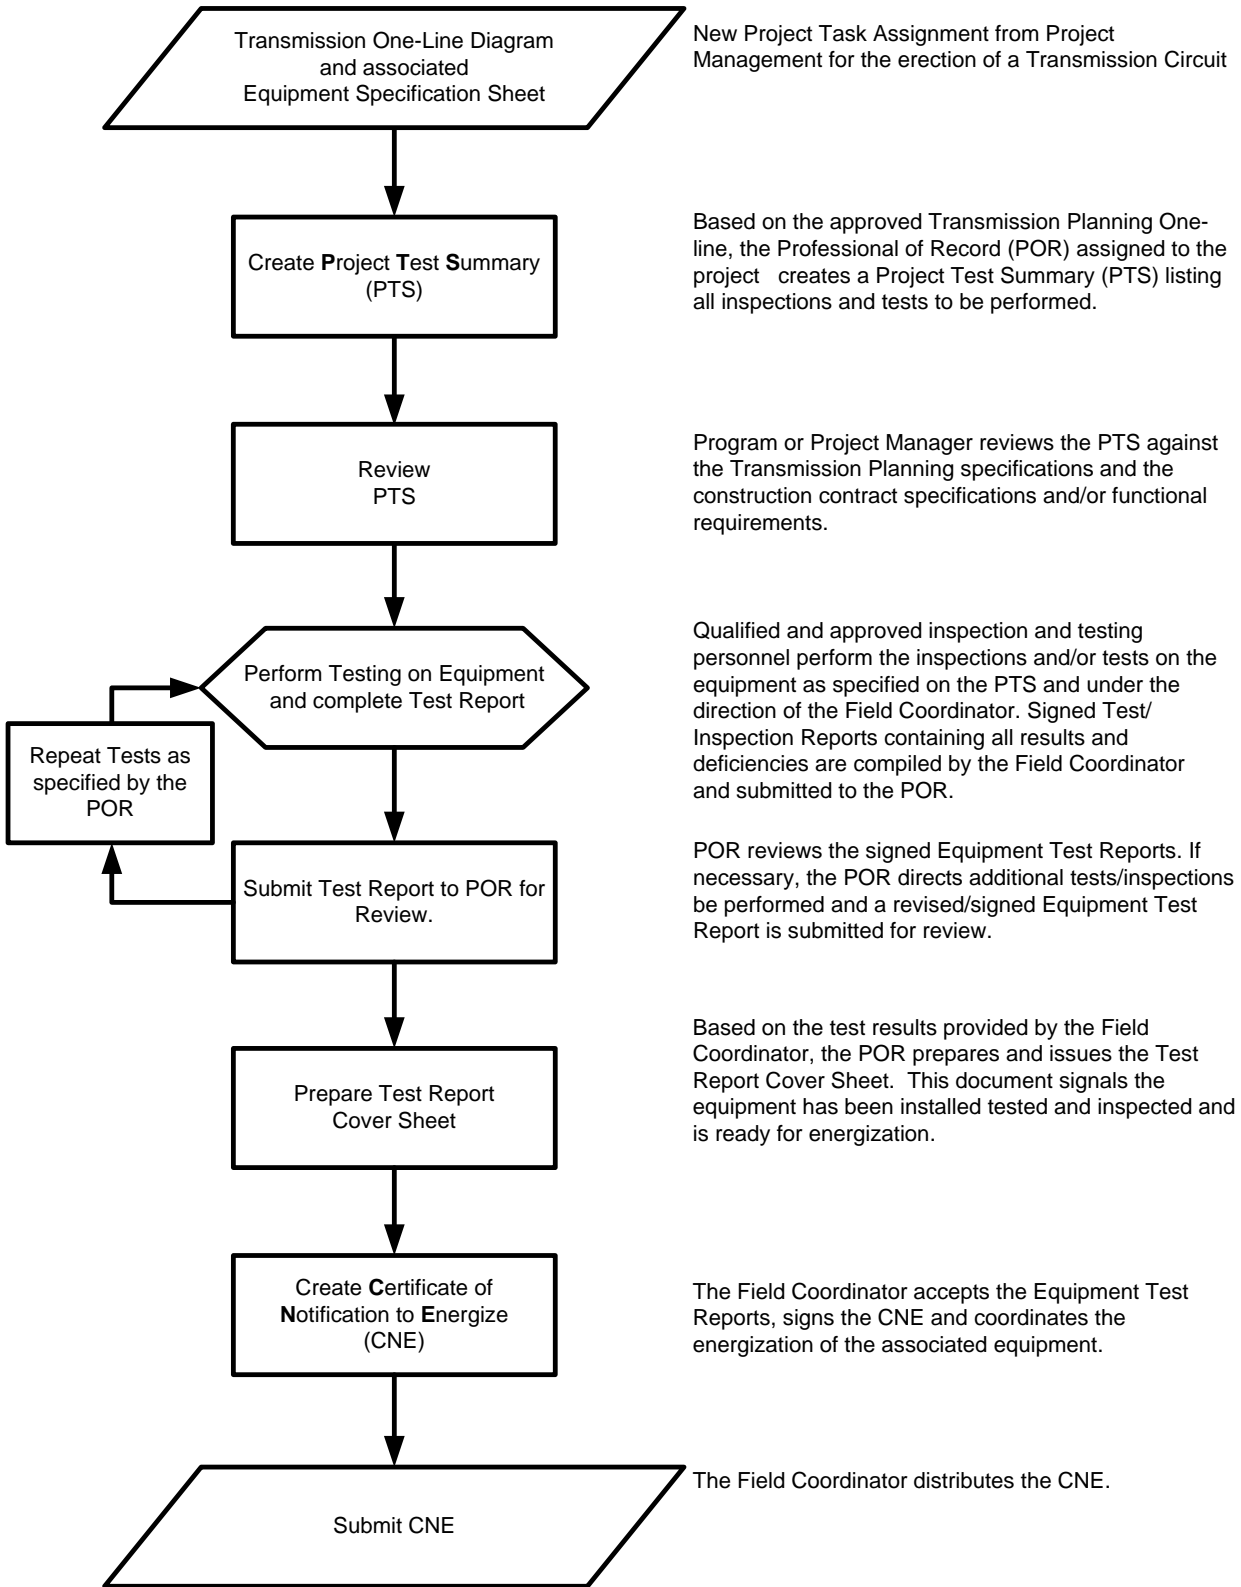 Transmission One-Line Diagram
and associated
Equipment Specification Sheet
New Project Task Assignment from Project
Management for the erection of a Transmission Circuit
Create Project Test Summary
(PTS)
Based on the approved Transmission Planning One-
line, the Professional of Record (POR) assigned to the
project   creates a Project Test Summary (PTS) listing
all inspections and tests to be performed.
Review
PTS
Program or Project Manager reviews the PTS against
the Transmission Planning specifications and the
construction contract specifications and/or functional
requirements.
Perform Testing on Equipment
and complete Test Report
Qualified and approved inspection and testing
personnel perform the inspections and/or tests on the
equipment as specified on the PTS and under the
direction of the Field Coordinator. Signed Test/
Inspection Reports containing all results and
deficiencies are compiled by the Field Coordinator
and submitted to the POR.
Repeat Tests as
specified by the
POR
Submit Test Report to POR for
Review.
POR reviews the signed Equipment Test Reports. If
necessary, the POR directs additional tests/inspections
be performed and a revised/signed Equipment Test
Report is submitted for review.
Prepare Test Report
Cover Sheet
Based on the test results provided by the Field
Coordinator, the POR prepares and issues the Test
Report Cover Sheet.  This document signals the
equipment has been installed tested and inspected and
is ready for energization.
Create Certificate of
Notification to Energize
(CNE)
The Field Coordinator accepts the Equipment Test
Reports, signs the CNE and coordinates the
energization of the associated equipment.
Submit CNE
The Field Coordinator distributes the CNE.